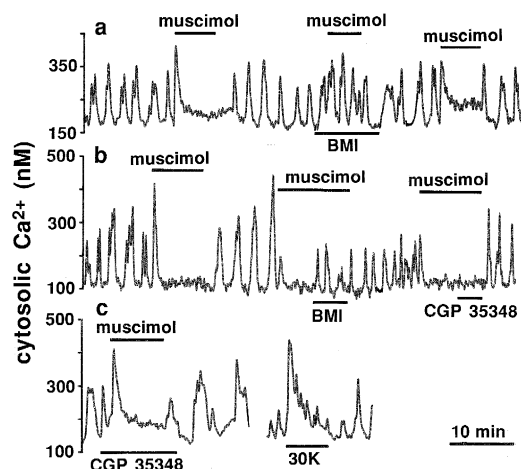 a
muscimol
muscimol
muscimol
350
150
BMI
cytosolic Ca2+ (nM)
b
500
muscimol
muscimol
muscimol
300
100
BMI
CGP 35348
c
500
muscimol
300
100
CGP 35348
30K
10 min